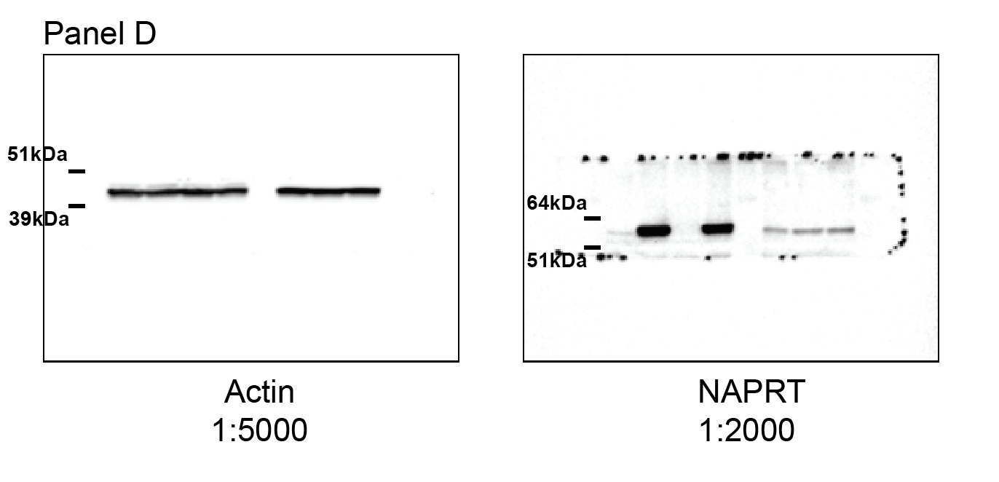 Panel D
51kDa
39kDa
64kDa
51kDa
Actin
1:5000
NAPRT
1:2000